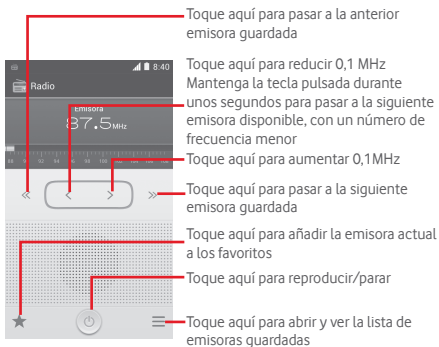 Toque aquí para pasar a la anterior
emisora guardada
8:40
Radio
Emisora
87.5MHz
Toque aquí para reducir 0,1 MHz
Mantenga la tecla pulsada durante
unos segundos para pasar a la siguiente
emisora disponible, con un número de
frecuencia menor
Toque aquí para aumentar 0,1MHz
Toque aquí para pasar a la siguiente
emisora guardada
Toque aquí para añadir la emisora actual
a los favoritos
Toque aquí para reproducir/parar
Toque aquí para abrir y ver la lista de
emisoras guardadas